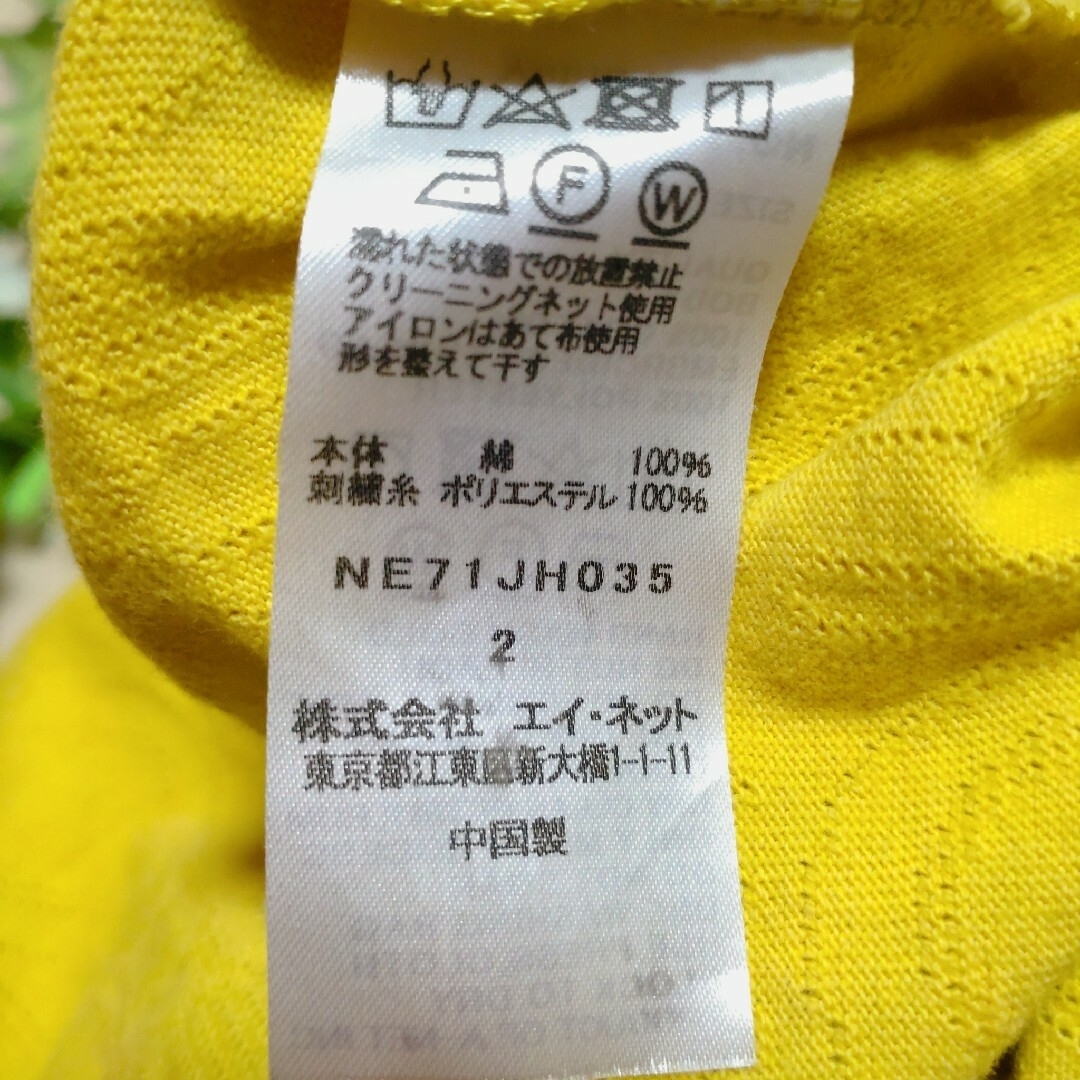 F W
濡れた状態での放置禁止
クリーニングネット使用
アイロンはあて布使用
形を整えて干す
本体 綿 100%
刺繍糸 ポリエステル 100%
NE71JH035
2
株式会社 エイ・ネット
東京都江東区新大橋1-1-11
中国製